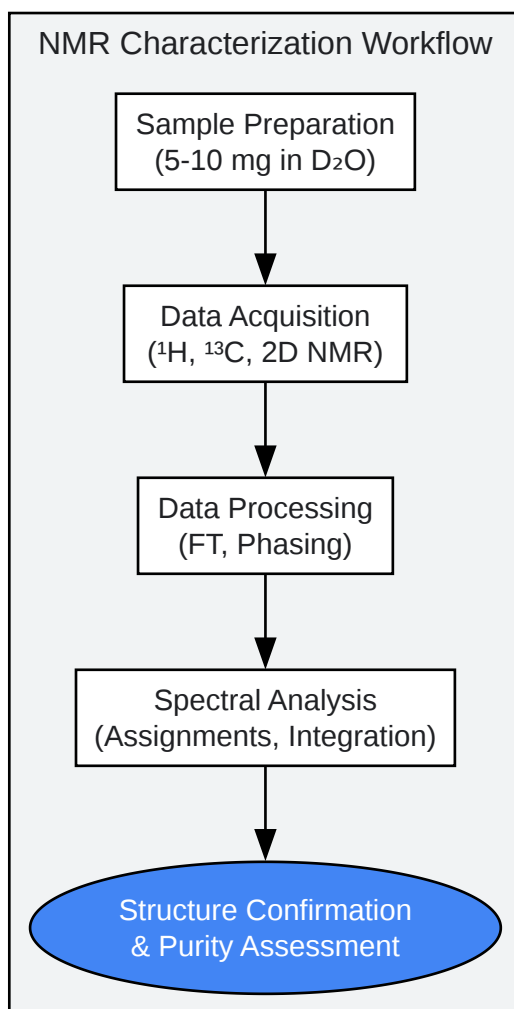 NMR Characterization Workflow
Sample Preparation
(5-10 mg in D₂O)
Data Acquisition
(¹H, ¹³C, 2D NMR)
Data Processing
(FT, Phasing)
Spectral Analysis
(Assignments, Integration)
Structure Confirmation
& Purity Assessment